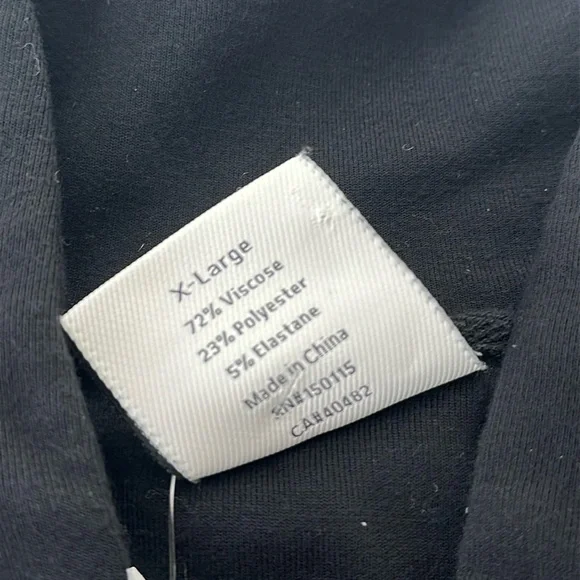 X-Large
72% Viscose
23% Polyester
5% Elastane
Made in China
RN#150115
CA#40482